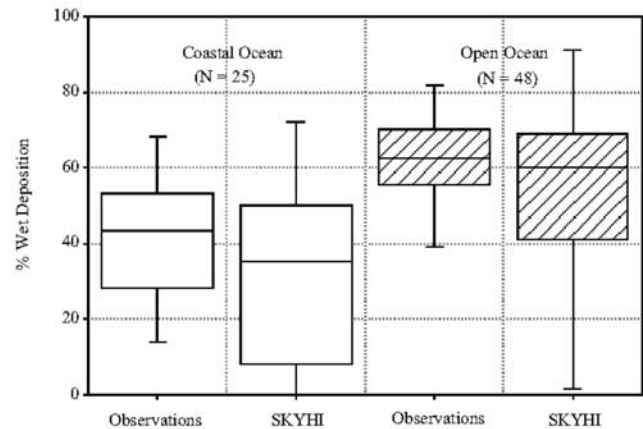 100
80
60
40
20
0
% Wet Deposition
Coastal Ocean
(N = 25)
Open Ocean
(N = 48)
Observations
SKYHI
Observations
SKYHI